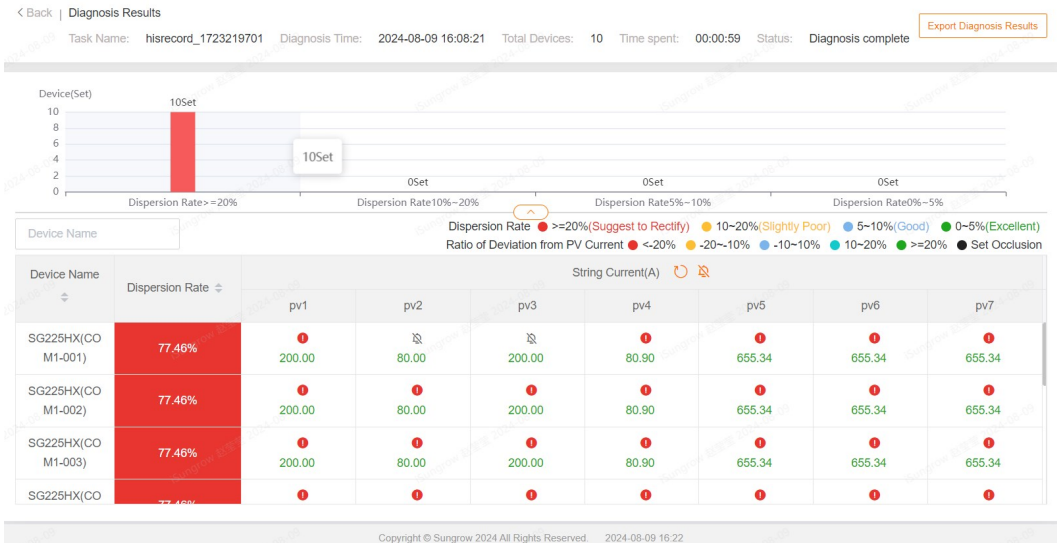 < Back | Diagnosis Results
Task Name: hisrecord_1723219701 Diagnosis Time: 2024-08-09 16:08:21 Total Devices: 10 Time spent: 00:00:59 Status: Diagnosis complete Export Diagnosis Results
Device(Set)
10Set
10
8
6
4
2
0
10Set
0Set 0Set 0Set
Dispersion Rate>=20% Dispersion Rate10%~20% Dispersion Rate5%~10% Dispersion Rate0%~5%
Device Name
Dispersion Rate >=20%(Suggest to Rectify) 10~20%(Slightly Poor) 5~10%(Good) 0~5%(Excellent)
Ratio of Deviation from PV Current <-20% -20~-10% -10~10% 10~20% >=20% Set Occlusion
Device Name Dispersion Rate String Current(A)
pv1 pv2 pv3 pv4 pv5 pv6 pv7
SG225HX(CO
M1-001) 77.46% 200.00 80.00 200.00 80.90 655.34 655.34 655.34
SG225HX(CO
M1-002) 77.46% 200.00 80.00 200.00 80.90 655.34 655.34 655.34
SG225HX(CO
M1-003) 77.46% 200.00 80.00 200.00 80.90 655.34 655.34 655.34
SG225HX(CO
77.46%
Copyright © Sungrow 2024 All Rights Reserved. 2024-08-09 16:22